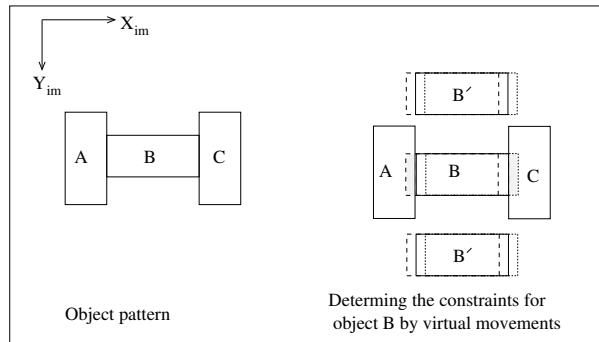 X_im
Y_im
A B C
Object pattern
B′
A B C
B′
Determing the constraints for
object B by virtual movements